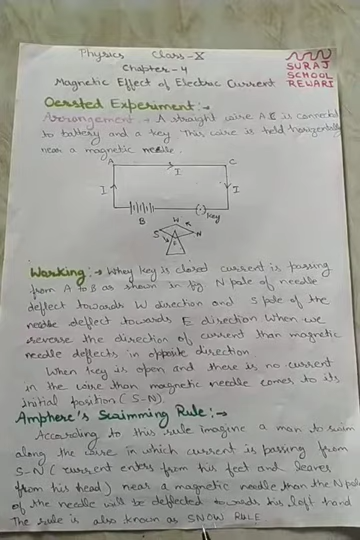 Physics Class-X
SURAJ
SCHOOL
REWARI
Chapter-4
Magnetic Effect of Electric Current
Oersted Experiment:-
Arrangement - A straight wire AC is connected
to battery and a key This wire is held horizontally
near a magnetic needle.
A C
I
I I
B Key
W
S N
E
Working:→ Whey key is closed current is passing
from A to B as shown in fig N pole of needle
deflect towards W direction and S pole of the
needle deflect towards E direction When we
reverse the direction of current than magnetic
needle deflects in opposite direction.
When key is open and there is no current
in the wire than magnetic needle comes to its
initial position (S-N).
Amphere's Swimming Rule:→
According to this rule imagine a man to swim
along the wire in which current is passing from
S-N (current enters from his feet and leaves
from his head) near a magnetic needle than the N pole
of the needle will be deflected towards his left hand
The rule is also known as SNOW RULE